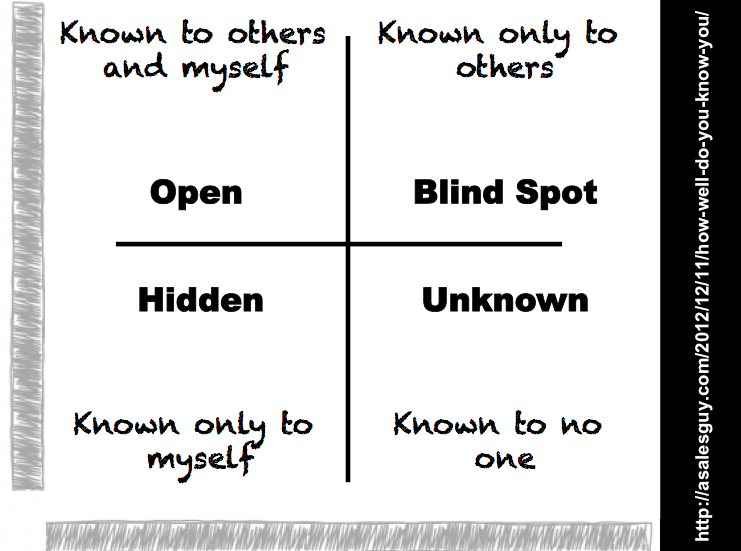 Known to others
and myself
Known only to
others
Open
Blind Spot
Hidden
Unknown
Known only to
myself
Known to no
one
http://asalesguy.com/2012/12/11/how-well-do-you-know-you/